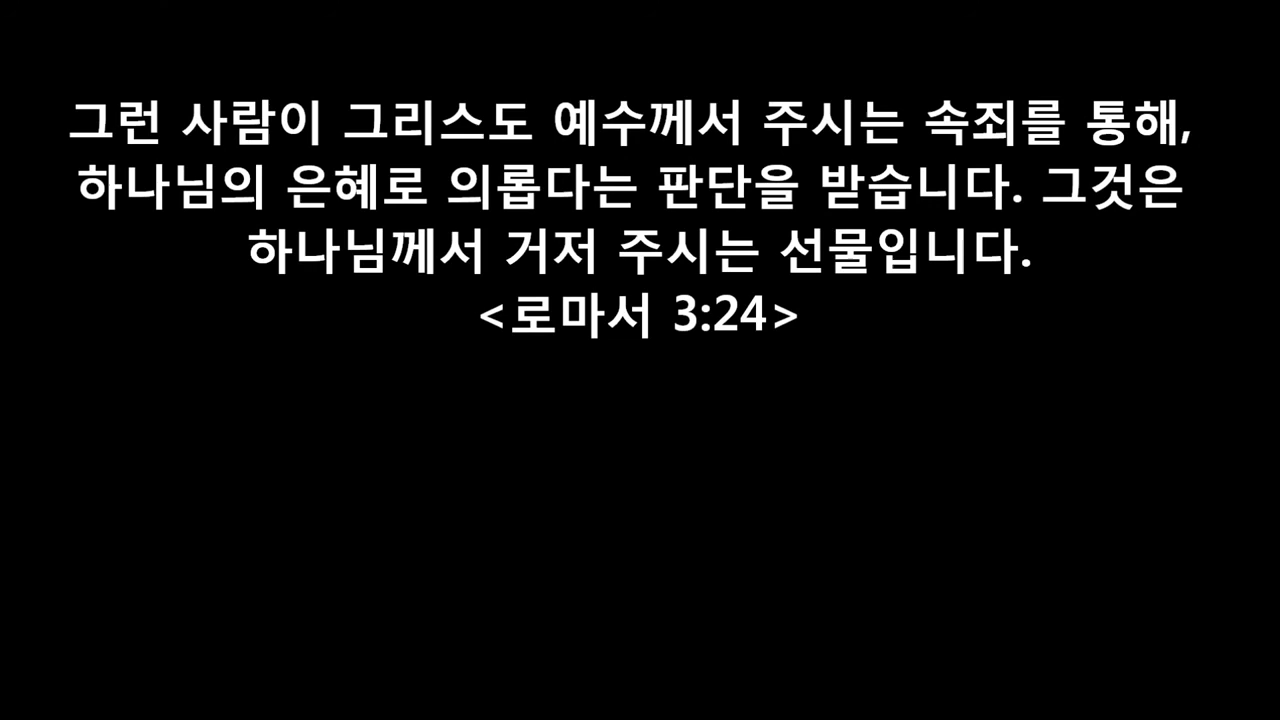 그런 사람이 그리스도 예수께서 주시는 속죄를 통해,
하나님의 은혜로 의롭다는 판단을 받습니다. 그것은
하나님께서 거저 주시는 선물입니다.
<로마서 3:24>